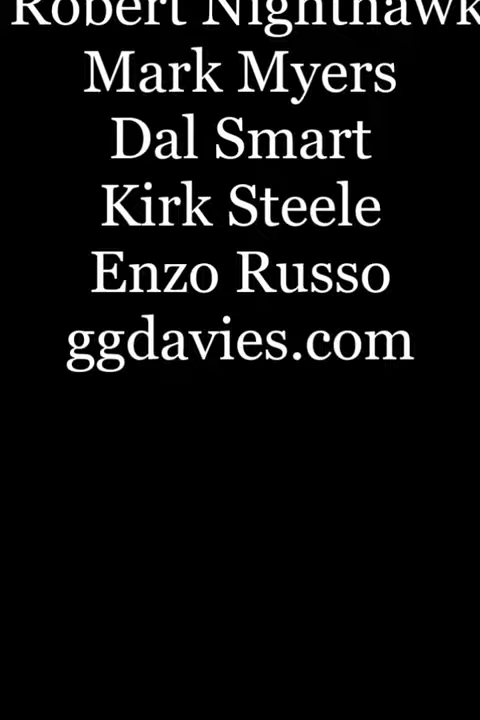 Robert Nighthawk
Mark Myers
Dal Smart
Kirk Steele
Enzo Russo
ggdavies.com